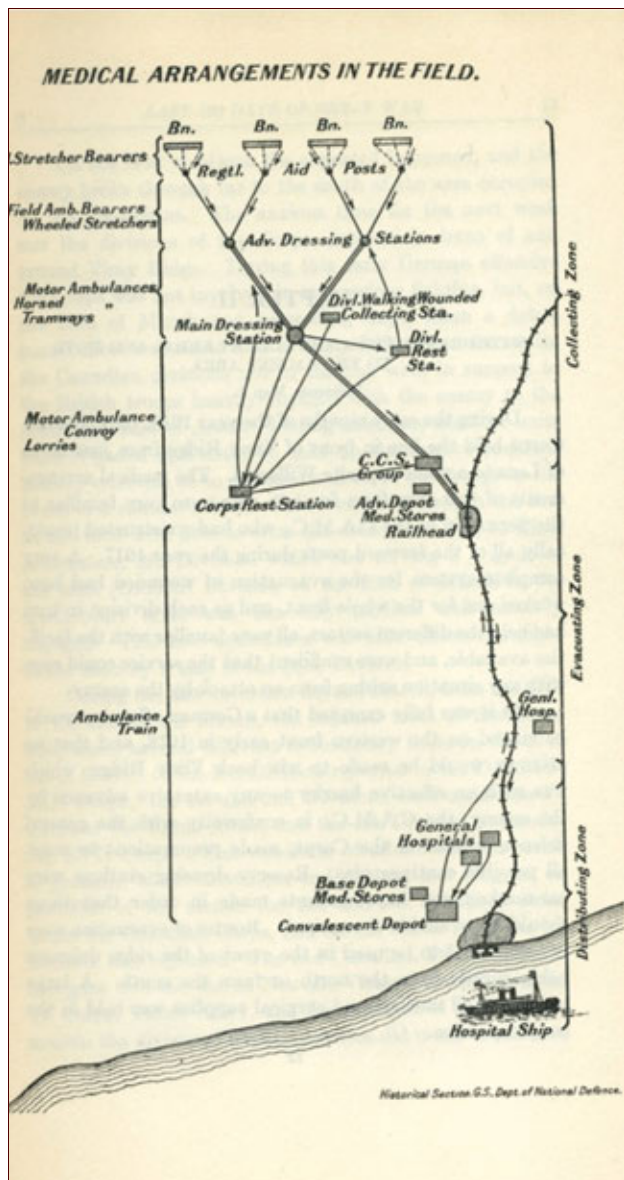 MEDICAL ARRANGEMENTS IN THE FIELD.
Bn. Bn. Bn. Bn.
Stretcher Bearers
Regtl. Aid Posts
Field Amb. Bearers
Wheeled Stretchers
Adv. Dressing Stations
Collecting Zone
Motor Ambulances
Horsed „
Tramways
Divl. Walking Wounded
Collecting Sta.
Main Dressing
Station
Divl.
Rest
Sta.
Motor Ambulance
Convoy
Lorries
C.C.S.
Group
Corps Rest Station
Adv. Depot
Med. Stores
Railhead
Evacuating Zone
Genl.
Hosp.
Ambulance
Train
General
Hospitals
Base Depot
Med. Stores
Convalescent Depot
Distributing Zone
Hospital Ship
Historical Section, G.S., Dept. of National Defence.